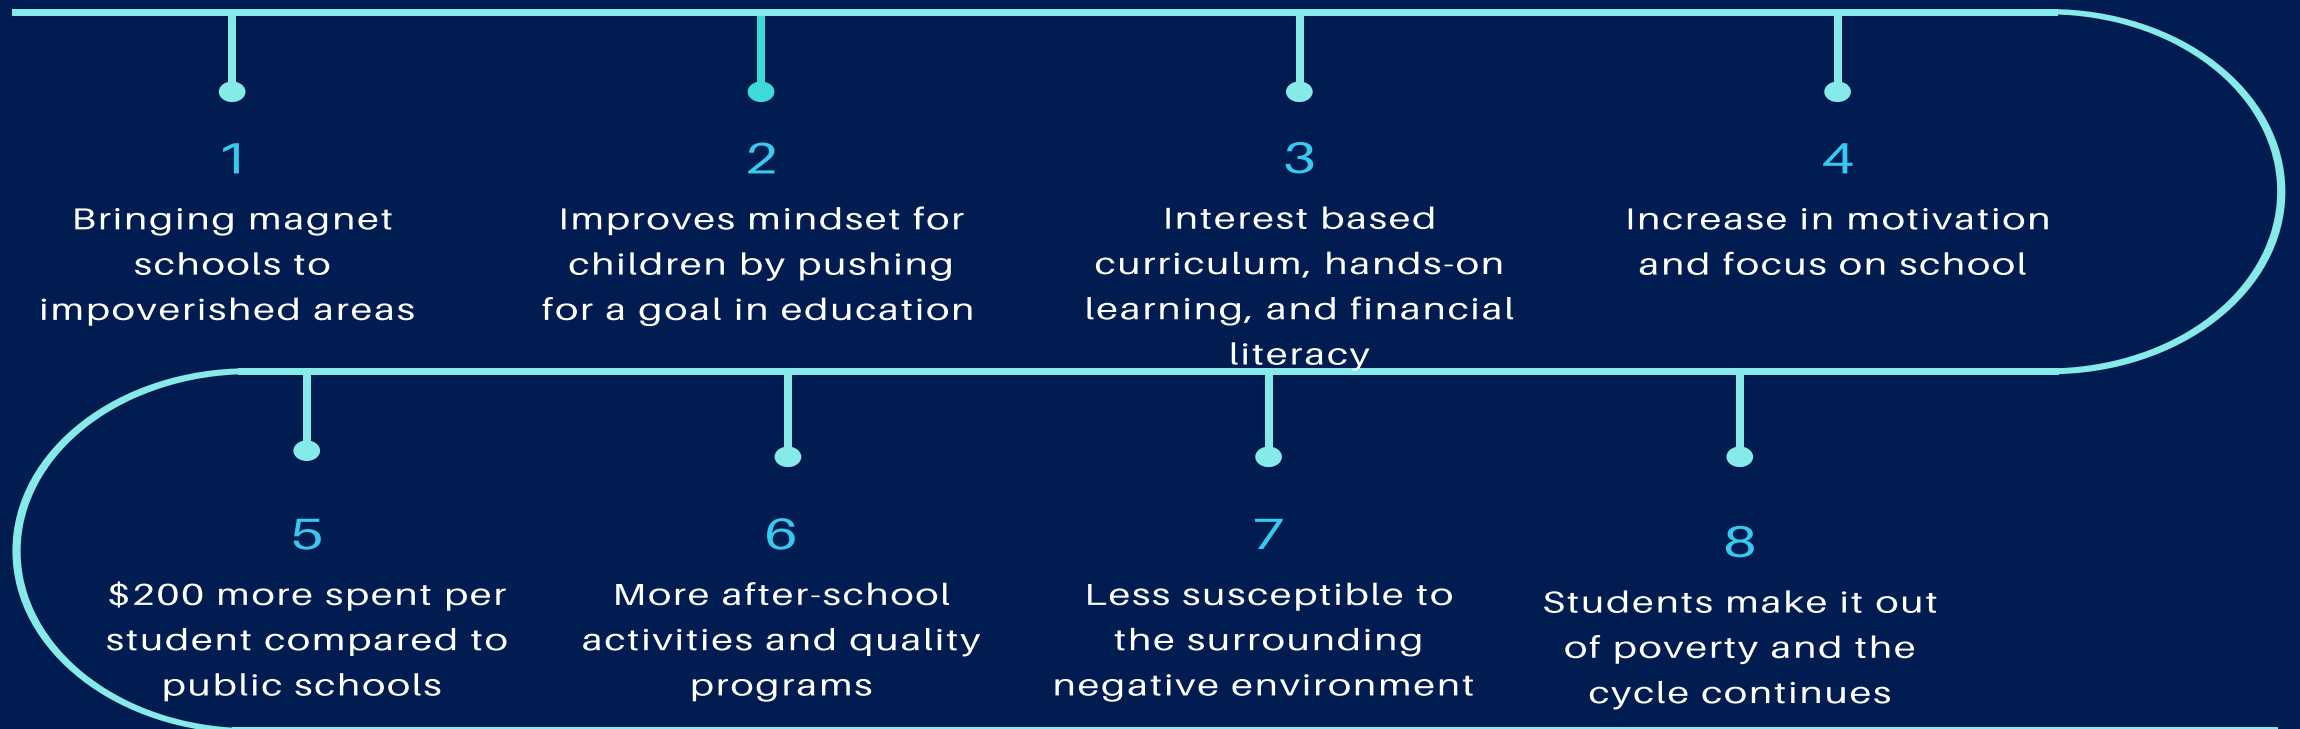 1
Bringing magnet
schools to
impoverished areas
2
Improves mindset for
children by pushing
for a goal in education
3
Interest based
curriculum, hands-on
learning, and financial
literacy
4
Increase in motivation
and focus on school
5
$200 more spent per
student compared to
public schools
6
More after-school
activities and quality
programs
7
Less susceptible to
the surrounding
negative environment
8
Students make it out
of poverty and the
cycle continues